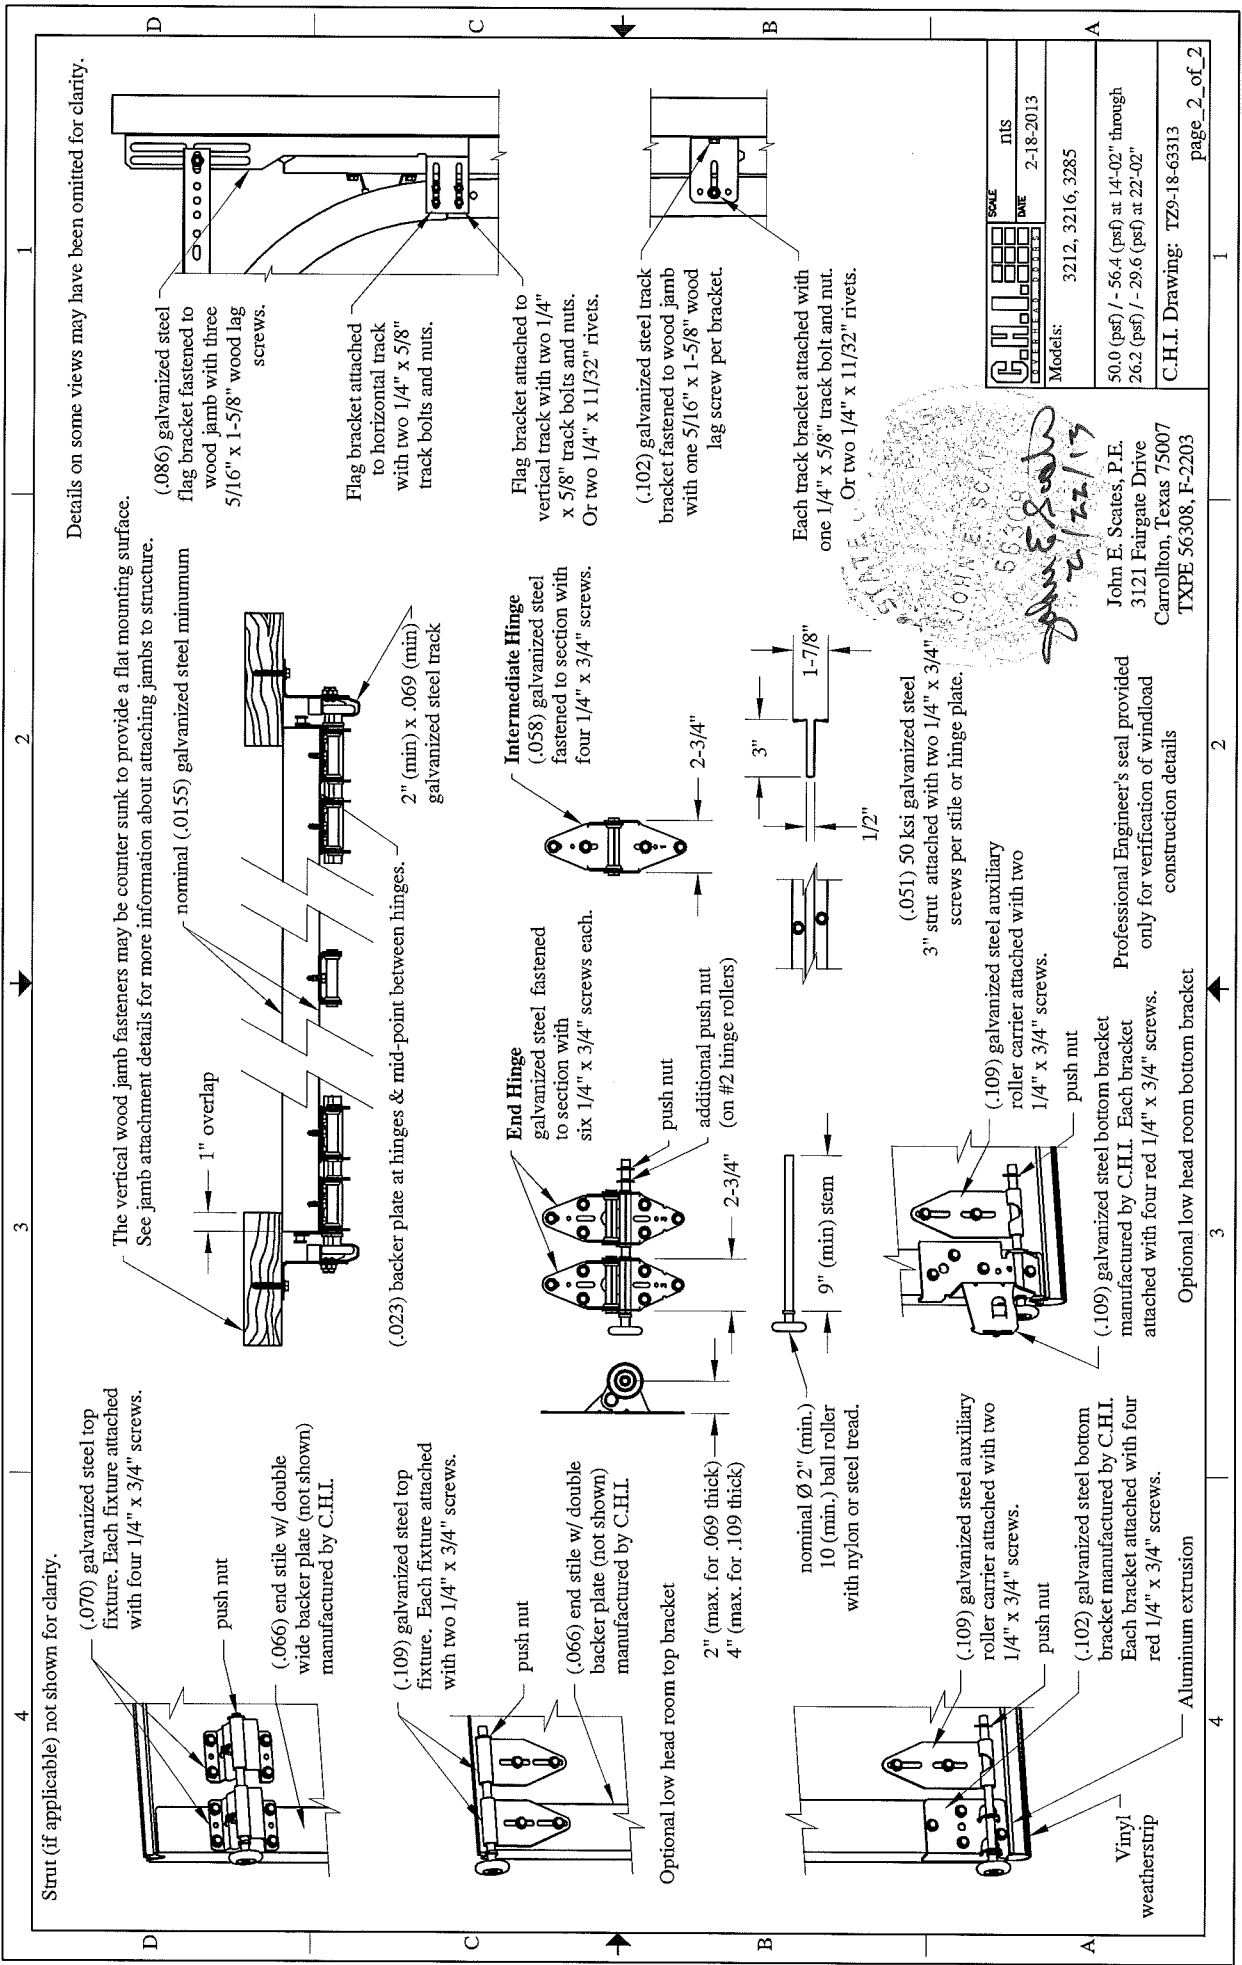 4
3
2
1
D
C
B
A
D
C
B
A
Strut (if applicable) not shown for clarity.
(.070) galvanized steel top
fixture. Each fixture attached
with four 1/4" x 3/4" screws.
push nut
(.066) end stile w/ double
wide backer plate (not shown)
manufactured by C.H.I.
(.109) galvanized steel top
fixture. Each fixture attached
with two 1/4" x 3/4" screws.
push nut
(.066) end stile w/ double
backer plate (not shown)
manufactured by C.H.I.
Optional low head room top bracket
(.109) galvanized steel auxiliary
roller carrier attached with two
1/4" x 3/4" screws.
push nut
(.102) galvanized steel bottom
bracket manufactured by C.H.I.
Each bracket attached with four
red 1/4" x 3/4" screws.
Aluminum extrusion
Vinyl
weatherstrip
The vertical wood jamb fasteners may be counter sunk to provide a flat mounting surface.
See jamb attachment details for more information about attaching jambs to structure.
1" overlap
nominal (.0155) galvanized steel minumum
(.023) backer plate at hinges & mid-point between hinges.
2" (min) x .069 (min)
galvanized steel track
End Hinge
galvanized steel fastened
to section with
six 1/4" x 3/4" screws each.
push nut
additional push nut
(on #2 hinge rollers)
2-3/4"
2" (max. for .069 thick)
4" (max. for .109 thick)
nominal Ø 2" (min.)
10 (min.) ball roller
with nylon or steel tread.
9" (min) stem
Intermediate Hinge
(.058) galvanized steel
fastened to section with
four 1/4" x 3/4" screws.
2-3/4"
3"
1-7/8"
1/2"
(.051) 50 ksi galvanized steel
3" strut attached with two 1/4" x 3/4"
screws per stile or hinge plate.
(.109) galvanized steel auxiliary
roller carrier attached with two
1/4" x 3/4" screws.
push nut
(.109) galvanized steel bottom bracket
manufactured by C.H.I. Each bracket
attached with four red 1/4" x 3/4" screws.
Optional low head room bottom bracket
Details on some views may have been omitted for clarity.
(.086) galvanized steel
flag bracket fastened to
wood jamb with three
5/16" x 1-5/8" wood lag
screws.
Flag bracket attached
to horizontal track
with two 1/4" x 5/8"
track bolts and nuts.
Flag bracket attached to
vertical track with two 1/4"
x 5/8" track bolts and nuts.
Or two 1/4" x 11/32" rivets.
(.102) galvanized steel track
bracket fastened to wood jamb
with one 5/16" x 1-5/8" wood
lag screw per bracket.
Each track bracket attached with
one 1/4" x 5/8" track bolt and nut.
Or two 1/4" x 11/32" rivets.
Professional Engineer's seal provided
only for verification of windload
construction details
John E. Scates, P.E.
3121 Fairgate Drive
Carrollton, Texas 75007
TXPE 56308, F-2203
C.H.I.
OVERHEAD DOORS
SCALE
nts
DATE
2-18-2013
Models:
3212, 3216, 3285
50.0 (psf) / - 56.4 (psf) at 14'-02" through
26.2 (psf) / - 29.6 (psf) at 22'-02"
C.H.I. Drawing: TZ9-18-63313
page_2_of_2
4
3
2
1